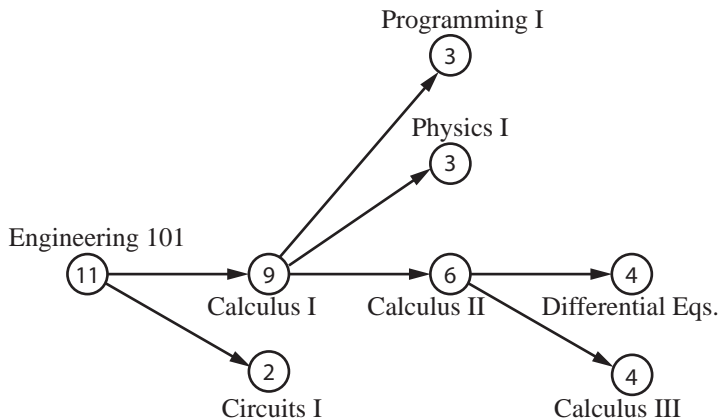 Programming I
3
Physics I
3
Engineering 101
11
9
6
4
Calculus I
Calculus II
Differential Eqs.
2
4
Circuits I
Calculus III